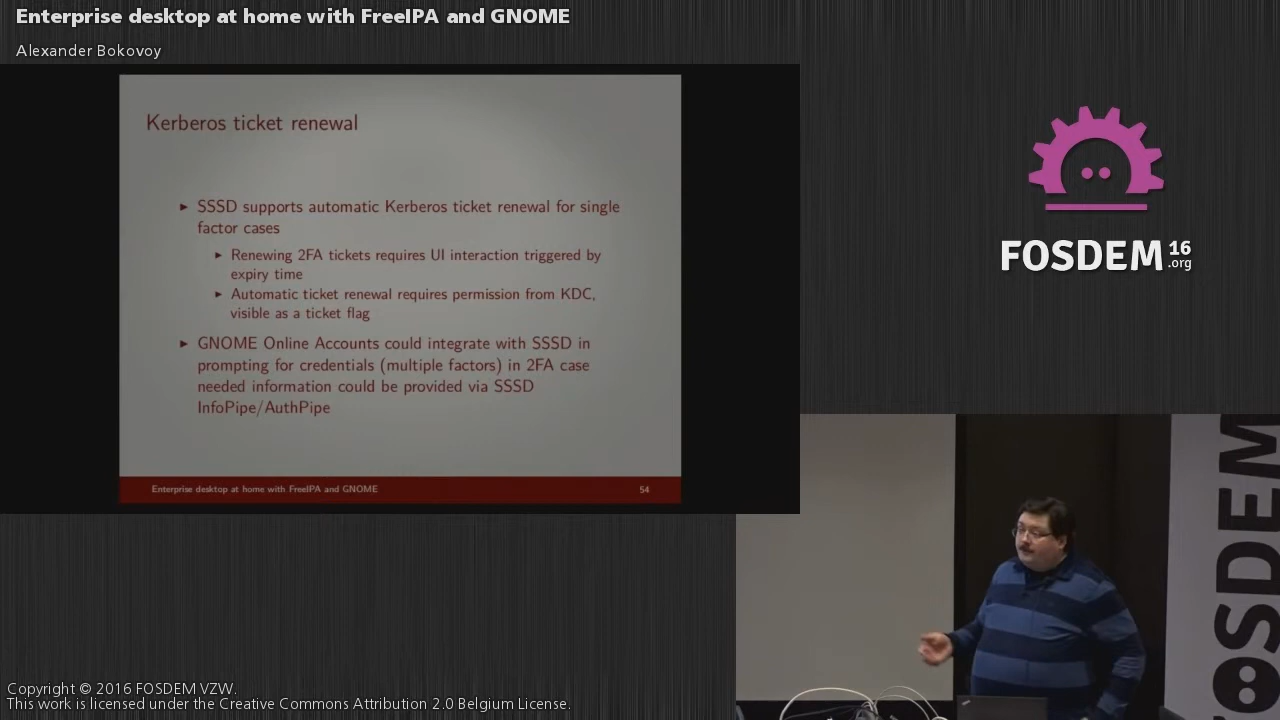 Enterprise desktop at home with FreeIPA and GNOME
Alexander Bokovoy
Kerberos ticket renewal
► SSSD supports automatic Kerberos ticket renewal for single
factor cases
► Renewing 2FA tickets requires UI interaction triggered by
expiry time
► Automatic ticket renewal requires permission from KDC,
visible as a ticket flag
► GNOME Online Accounts could integrate with SSSD in
prompting for credentials (multiple factors) in 2FA case
needed information could be provided via SSSD
InfoPipe/AuthPipe
Enterprise desktop at home with FreeIPA and GNOME 54
FOSDEM 16
.org
FOSDEM
Copyright © 2016 FOSDEM VZW.
This work is licensed under the Creative Commons Attribution 2.0 Belgium License.